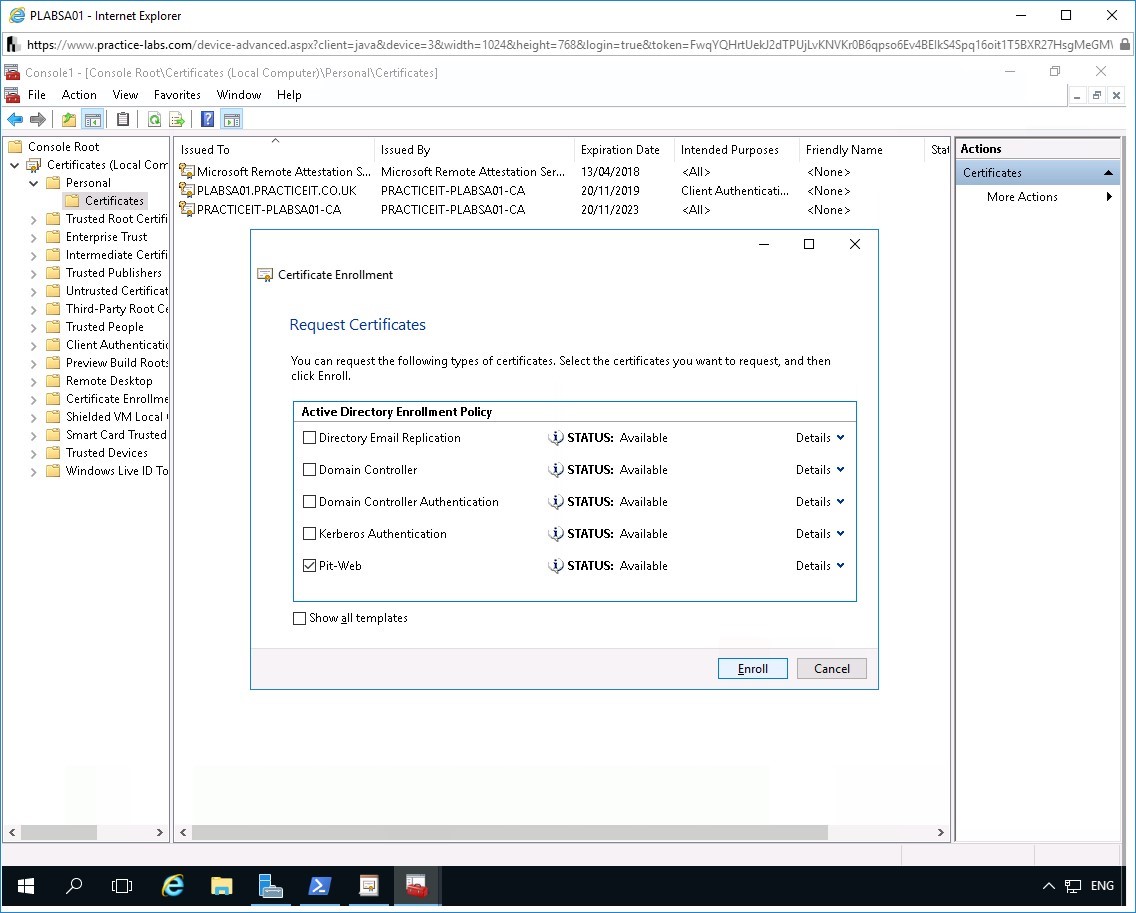 PLABSA01 - Internet Explorer
https://www.practice-labs.com/device-advanced.aspx?client=java&device=3&width=1024&height=768&login=true&token=
Console1 - [Console Root\Certificates (Local Computer)\Personal\Certificates]
File Action View Favorites Window Help
Console Root
Certificates (Local Com
Personal
Certificates
Trusted Root Certifi
Enterprise Trust
Intermediate Certifi
Trusted Publishers
Untrusted Certificat
Third-Party Root Ce
Trusted People
Client Authenticatio
Preview Build Roots
Remote Desktop
Certificate Enrollme
Shielded VM Local
Smart Card Trusted
Trusted Devices
Windows Live ID To
Issued To Issued By Expiration Date Intended Purposes Friendly Name Stat
Microsoft Remote Attestation S... Microsoft Remote Attestation Ser... 13/04/2018 <All> <None>
PLABSA01.PRACTICEIT.CO.UK PRACTICEIT-PLABSA01-CA 20/11/2019 Client Authenticati... <None>
PRACTICEIT-PLABSA01-CA PRACTICEIT-PLABSA01-CA 20/11/2023 <All> <None>
Actions
Certificates
More Actions
Certificate Enrollment
Request Certificates
You can request the following types of certificates. Select the certificates you want to request, and then
click Enroll.
Active Directory Enrollment Policy
Directory Email Replication STATUS: Available Details
Domain Controller STATUS: Available Details
Domain Controller Authentication STATUS: Available Details
Kerberos Authentication STATUS: Available Details
Pit-Web STATUS: Available Details
Show all templates
Enroll Cancel
ENG